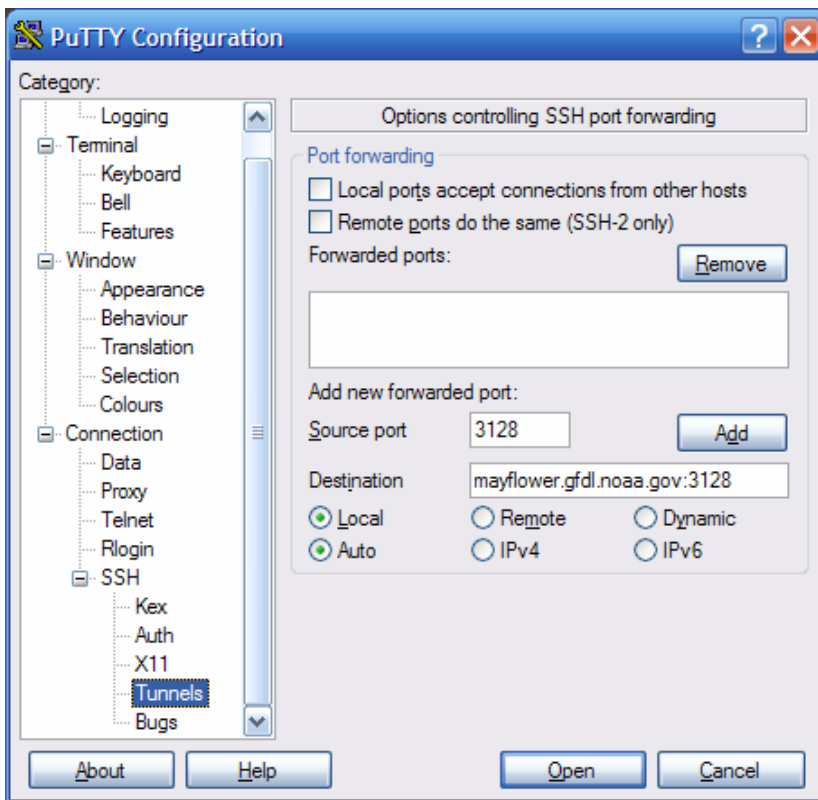 PuTTY Configuration
?
X
Category:
Logging
Terminal
Keyboard
Bell
Features
Window
Appearance
Behaviour
Translation
Selection
Colours
Connection
Data
Proxy
Telnet
Rlogin
SSH
Kex
Auth
X11
Tunnels
Bugs
Options controlling SSH port forwarding
Port forwarding
Local ports accept connections from other hosts
Remote ports do the same (SSH-2 only)
Forwarded ports:
Remove
Add new forwarded port:
Source port 3128 Add
Destination mayflower.gfdl.noaa.gov:3128
Local Remote Dynamic
Auto IPv4 IPv6
About Help Open Cancel